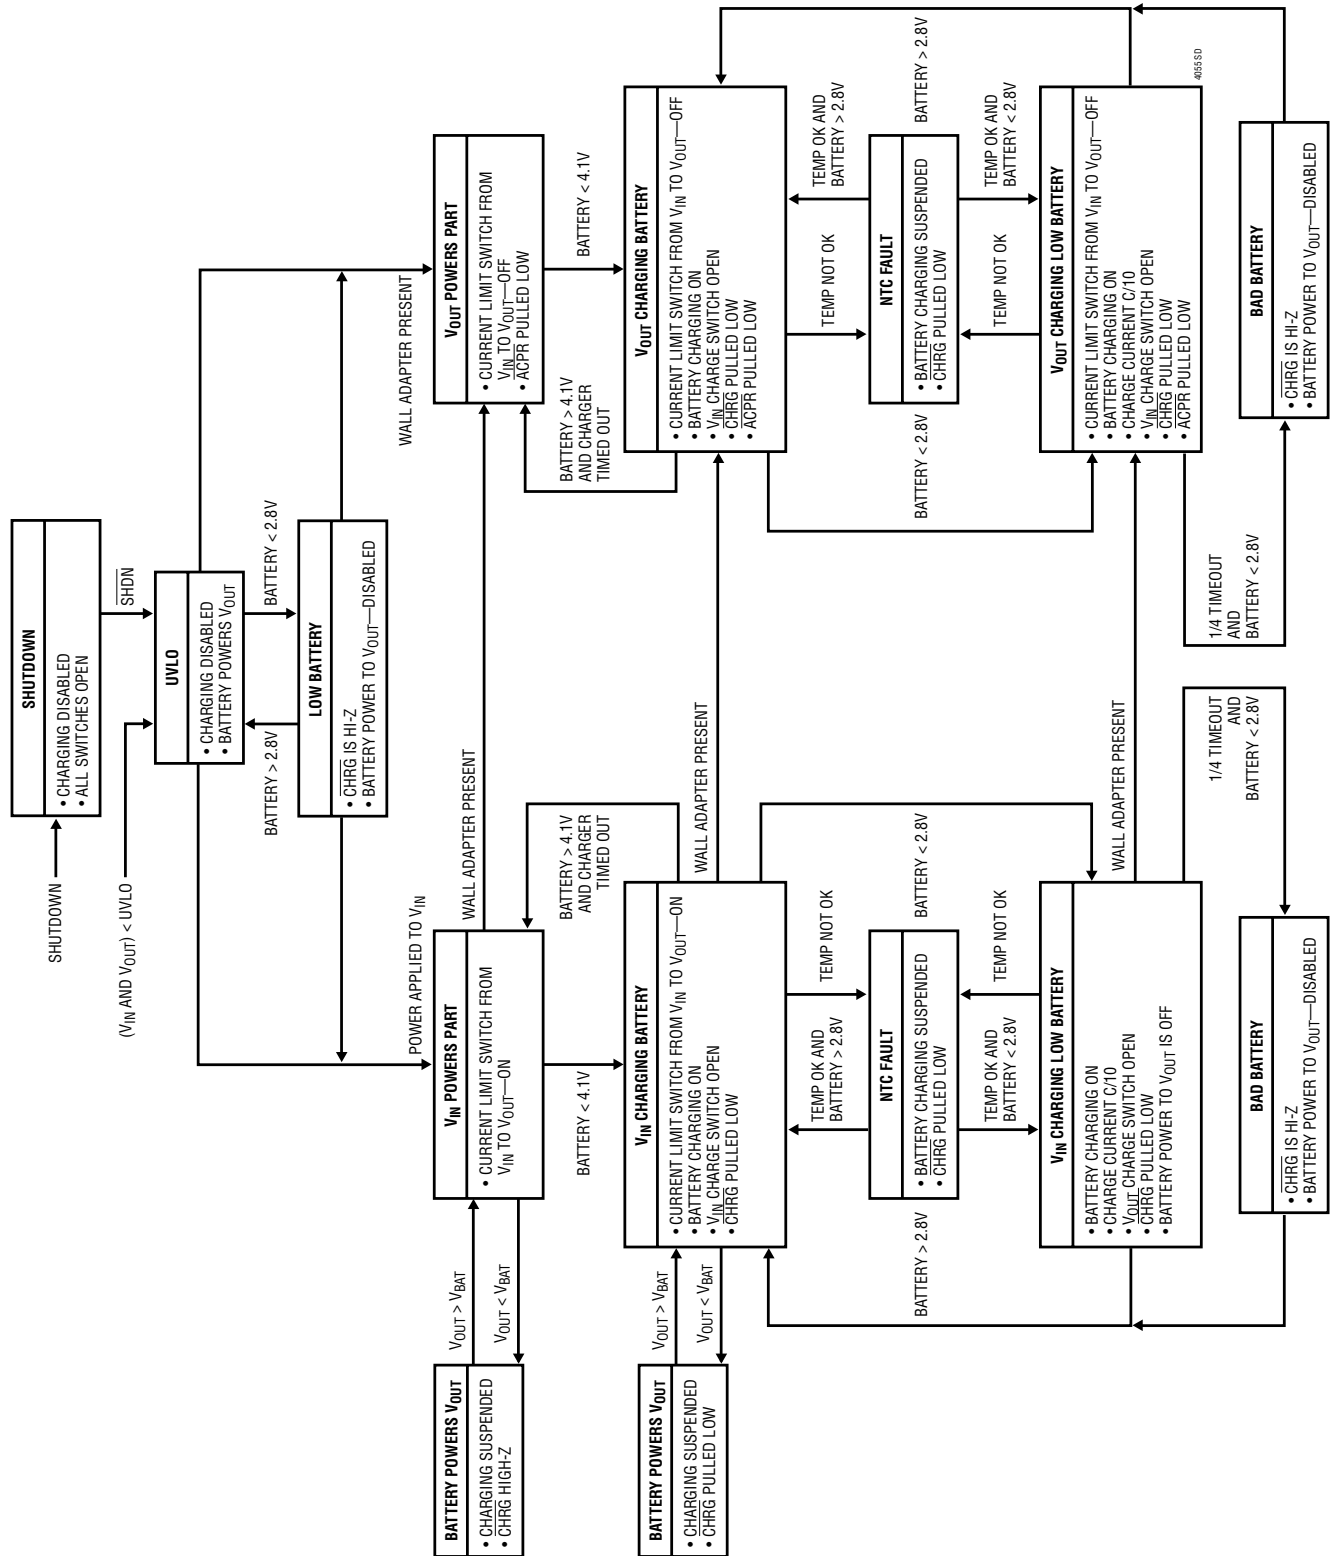 SHUTDOWN
SHUTDOWN
• CHARGING DISABLED
• ALL SWITCHES OPEN
SHDN
(VIN AND VOUT) < UVLO
UVLO
• CHARGING DISABLED
• BATTERY POWERS VOUT
BATTERY > 2.8V
BATTERY < 2.8V
LOW BATTERY
• CHRG IS HI-Z
• BATTERY POWER TO VOUT—DISABLED
POWER APPLIED TO VIN
WALL ADAPTER PRESENT
BATTERY POWERS VOUT
• CHARGING SUSPENDED
• CHRG HIGH-Z
VOUT > VBAT
VOUT < VBAT
VIN POWERS PART
• CURRENT LIMIT SWITCH FROM
VIN TO VOUT—ON
WALL ADAPTER PRESENT
VOUT POWERS PART
• CURRENT LIMIT SWITCH FROM
VIN TO VOUT—OFF
• ACPR PULLED LOW
BATTERY < 4.1V
BATTERY > 4.1V
AND CHARGER
TIMED OUT
BATTERY > 4.1V
AND CHARGER
TIMED OUT
BATTERY < 4.1V
BATTERY POWERS VOUT
• CHARGING SUSPENDED
• CHRG PULLED LOW
VOUT > VBAT
VOUT < VBAT
VIN CHARGING BATTERY
• CURRENT LIMIT SWITCH FROM VIN TO VOUT—ON
• BATTERY CHARGING ON
• VIN CHARGE SWITCH OPEN
• CHRG PULLED LOW
WALL ADAPTER PRESENT
VOUT CHARGING BATTERY
• CURRENT LIMIT SWITCH FROM VIN TO VOUT—OFF
• BATTERY CHARGING ON
• VIN CHARGE SWITCH OPEN
• CHRG PULLED LOW
• ACPR PULLED LOW
TEMP OK AND
BATTERY > 2.8V
TEMP NOT OK
TEMP NOT OK
TEMP OK AND
BATTERY > 2.8V
BATTERY > 2.8V
NTC FAULT
• BATTERY CHARGING SUSPENDED
• CHRG PULLED LOW
BATTERY < 2.8V
BATTERY < 2.8V
NTC FAULT
• BATTERY CHARGING SUSPENDED
• CHRG PULLED LOW
BATTERY > 2.8V
TEMP OK AND
BATTERY < 2.8V
TEMP NOT OK
TEMP NOT OK
TEMP OK AND
BATTERY < 2.8V
VIN CHARGING LOW BATTERY
• BATTERY CHARGING ON
• CHARGE CURRENT C/10
• VOUT CHARGE SWITCH OPEN
• CHRG PULLED LOW
• BATTERY POWER TO VOUT IS OFF
WALL ADAPTER PRESENT
VOUT CHARGING LOW BATTERY
• CURRENT LIMIT SWITCH FROM VIN TO VOUT—OFF
• BATTERY CHARGING ON
• CHARGE CURRENT C/10
• VIN CHARGE SWITCH OPEN
• CHRG PULLED LOW
• ACPR PULLED LOW
4055 SD
1/4 TIMEOUT
AND
BATTERY < 2.8V
1/4 TIMEOUT
AND
BATTERY < 2.8V
BAD BATTERY
• CHRG IS HI-Z
• BATTERY POWER TO VOUT—DISABLED
BAD BATTERY
• CHRG IS HI-Z
• BATTERY POWER TO VOUT—DISABLED